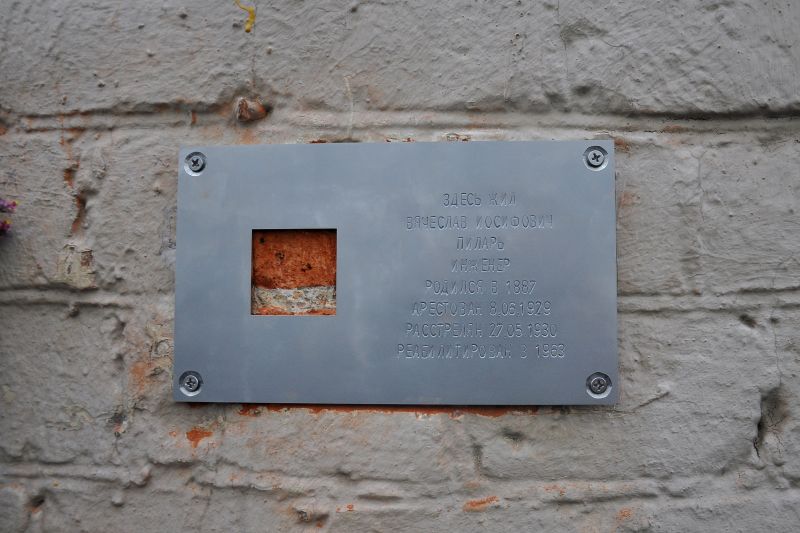 ЗДЕСЬ ЖИЛ
ВЯЧЕСЛАВ ИОСИФОВИЧ
ПИЛАРЬ
ИНЖЕНЕР
РОДИЛСЯ В 1887
АРЕСТОВАН 8.06.1929
РАССТРЕЛЯН 27.05.1930
РЕАБИЛИТИРОВАН В 1963